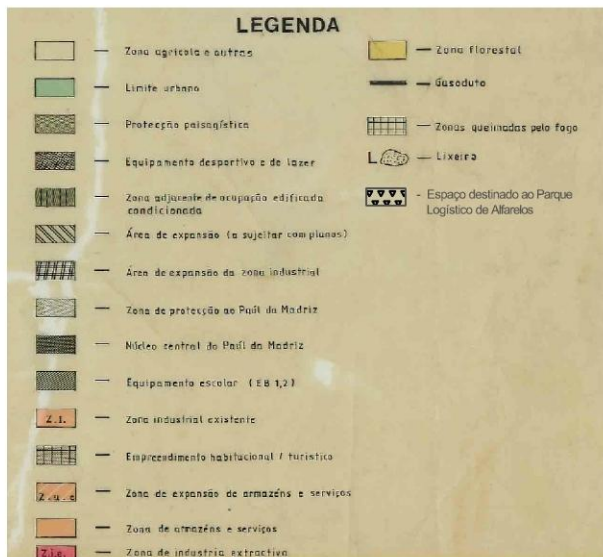 LEGENDA
Zona agrícola e outras
Limite urbano
Protecção paisagística
Equipamento desportivo e de lazer
Zona adjacente de ocupação edificada
condicionada
Área de expansão (a sujeitar com planos)
Área de expansão da zona industrial
Zona de protecção ao Paúl da Madriz
Núcleo central do Paúl da Madriz
Equipamento escolar (EB 1,2)
Z.I. Zona industrial existente
Empreendimento habitacional / turístico
Z.a.e Zona de expansão de armazéns e serviços
Zona de armazéns e serviços
Z.i.e. Zona de industria extractiva
Zona florestal
Gasoduto
Zonas queimadas pelo fogo
L Lixeira
- Espaço destinado ao Parque
Logístico de Alfarelos